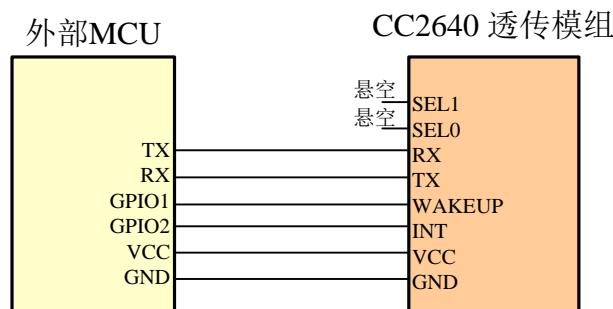 外部MCU
CC2640 透传模组
悬空
SEL1
悬空
SEL0
TX
RX
RX
TX
GPIO1
WAKEUP
GPIO2
INT
VCC
VCC
GND
GND